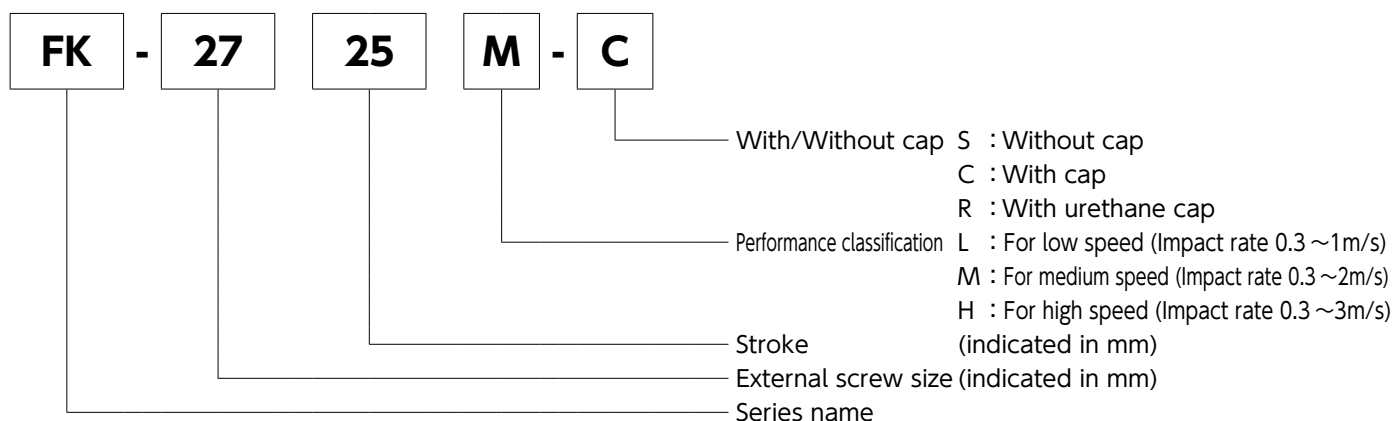 FK - 27 25 M - C
With/Without cap S : Without cap
C : With cap
R : With urethane cap
Performance classification L : For low speed (Impact rate 0.3～1m/s)
M : For medium speed (Impact rate 0.3～2m/s)
H : For high speed (Impact rate 0.3～3m/s)
Stroke (indicated in mm)
External screw size (indicated in mm)
Series name